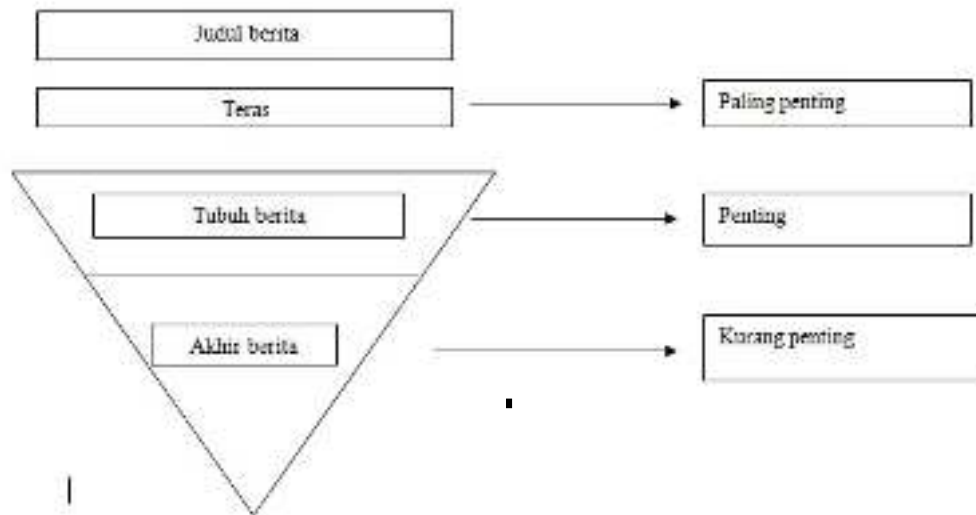 Judul berita
Teras
Paling penting
Tubuh berita
Penting
Akhir berita
Kurang penting